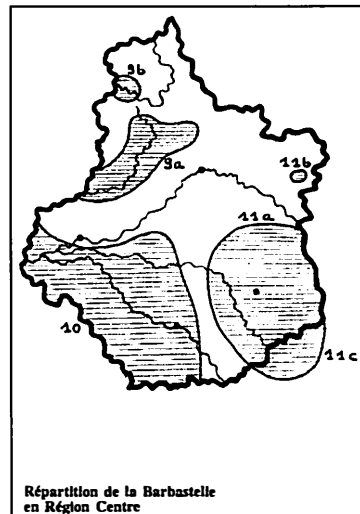 9b
9a
11b
11a
10
11c
Répartition de la Barbastelle
en Région Centre